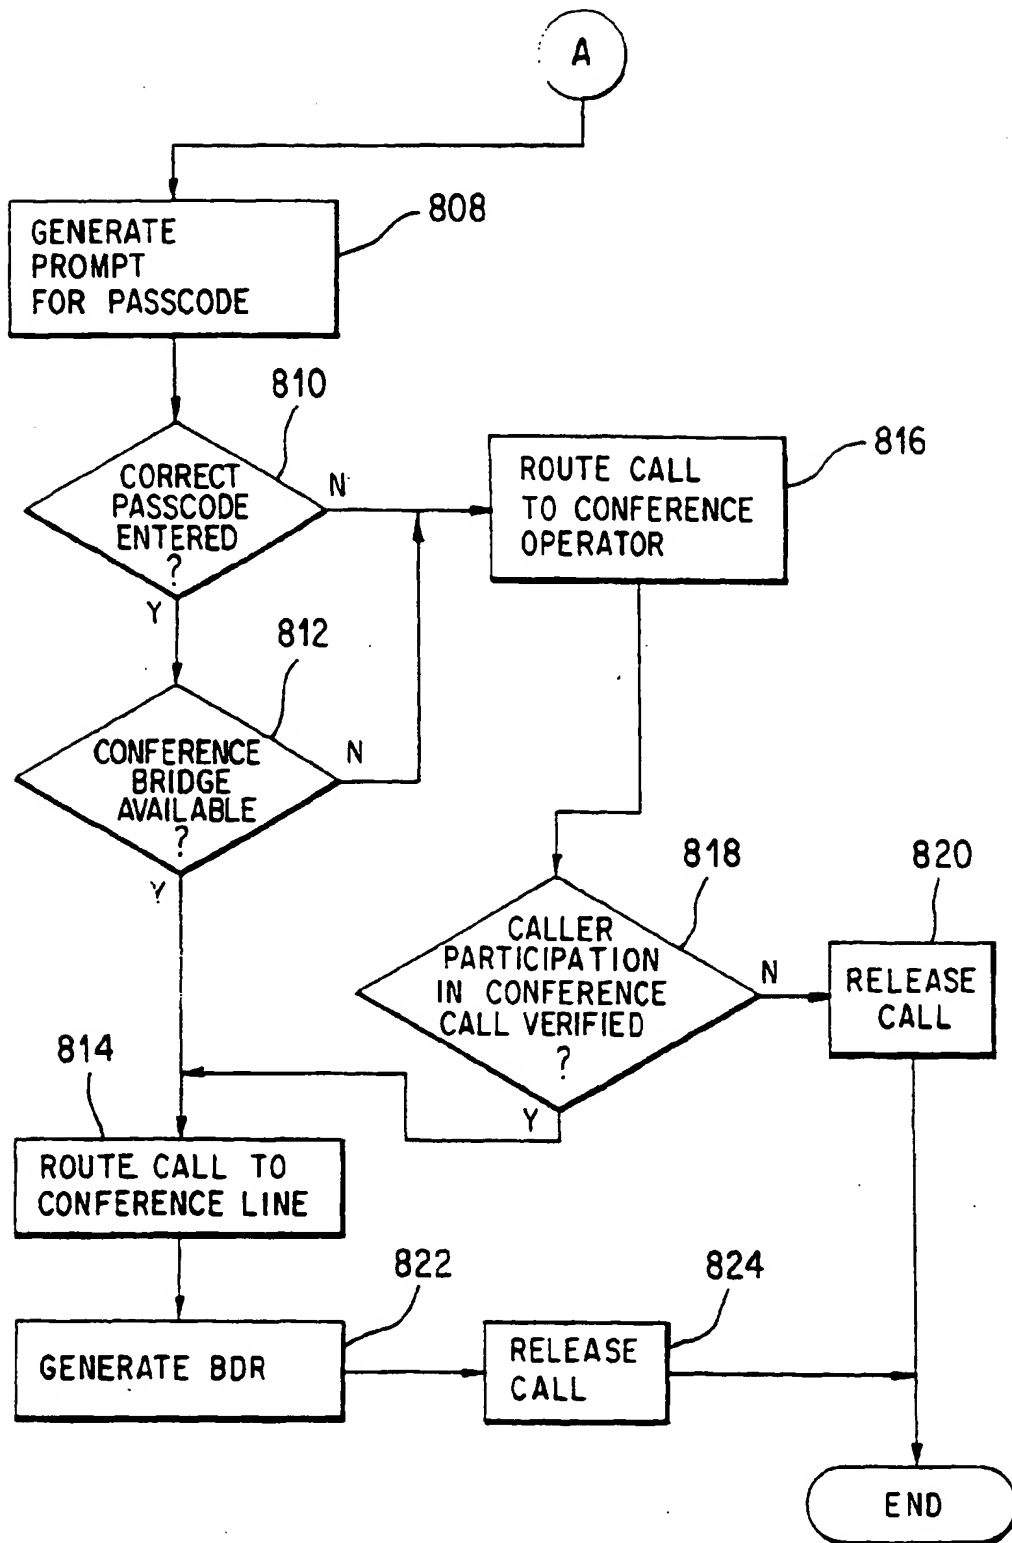 A
808
GENERATE
PROMPT
FOR PASSCODE
810
CORRECT
PASSCODE
ENTERED
?
N
Y
816
ROUTE CALL
TO CONFERENCE
OPERATOR
812
CONFERENCE
BRIDGE
AVAILABLE
?
N
Y
818
CALLER
PARTICIPATION
IN CONFERENCE
CALL VERIFIED
?
N
Y
820
RELEASE
CALL
814
ROUTE CALL TO
CONFERENCE LINE
822
GENERATE BDR
824
RELEASE
CALL
END